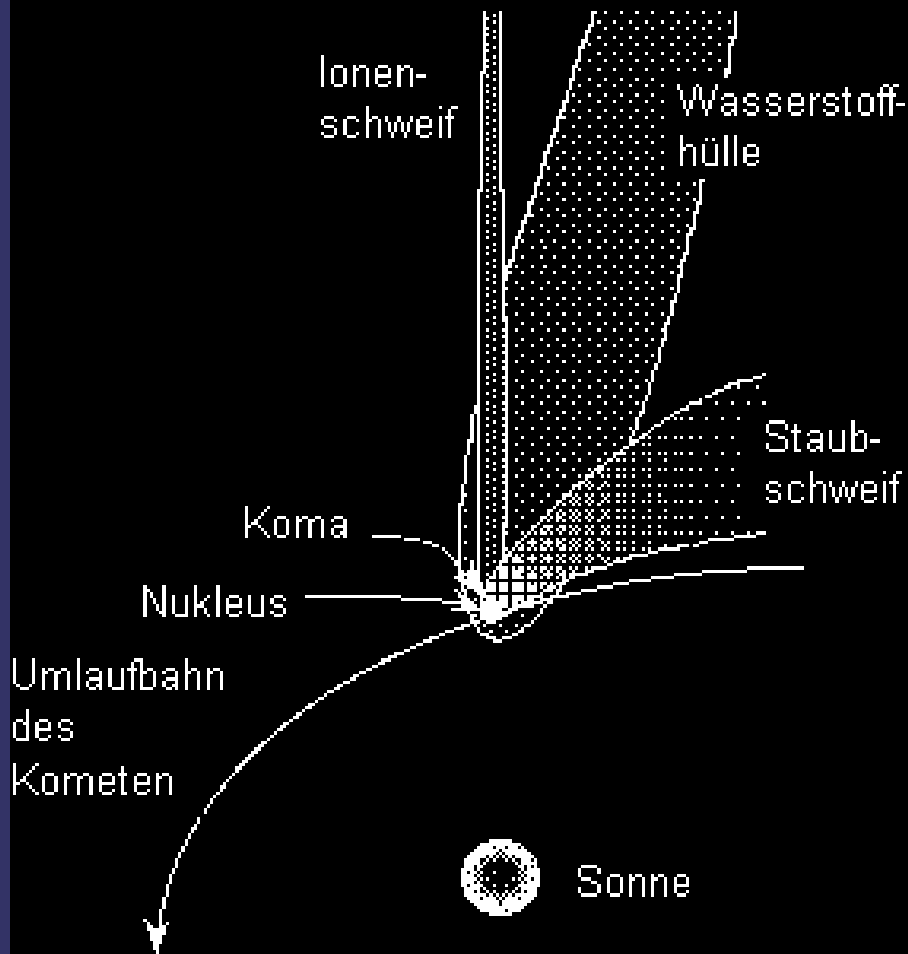 Ionen-
schweif
Wasserstoff-
hülle
Staub-
schweif
Koma
Nukleus
Umlaufbahn
des
Kometen
Sonne